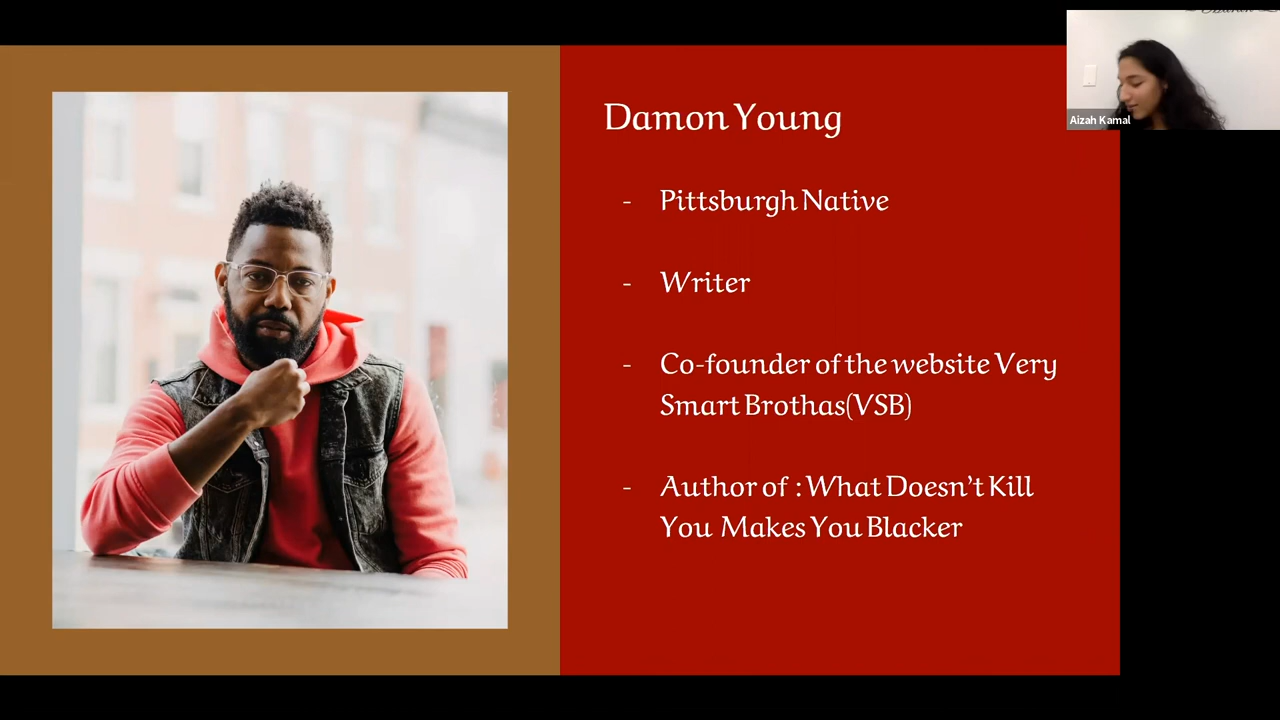 Damon Young
- Pittsburgh Native
- Writer
- Co-founder of the website Very
Smart Brothas(VSB)
- Author of : What Doesn't Kill
You Makes You Blacker
Aizah Kamal